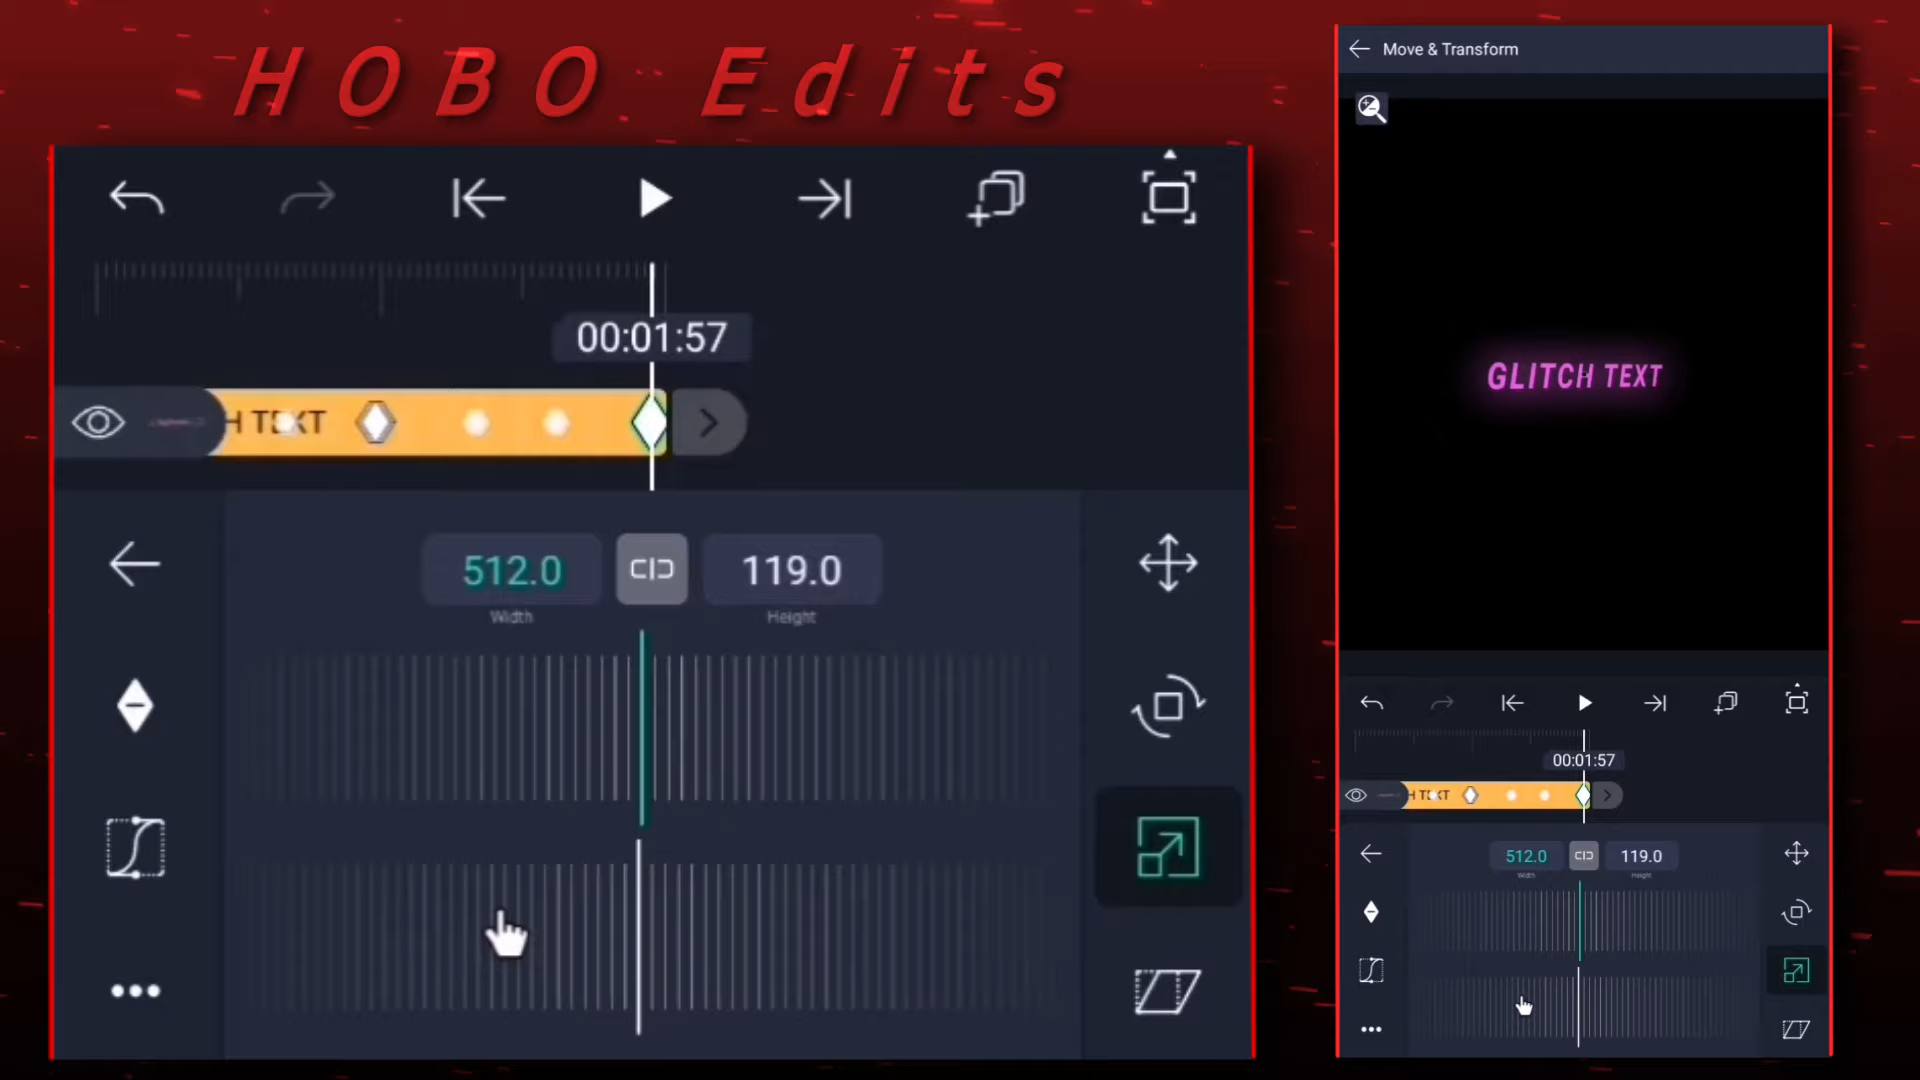 HOBO Edits
00:01:57
H TEXT
512.0
119.0
Width
Height
Move & Transform
GLITCH TEXT
00:01:57
H TEXT
512.0
119.0
Width
Height